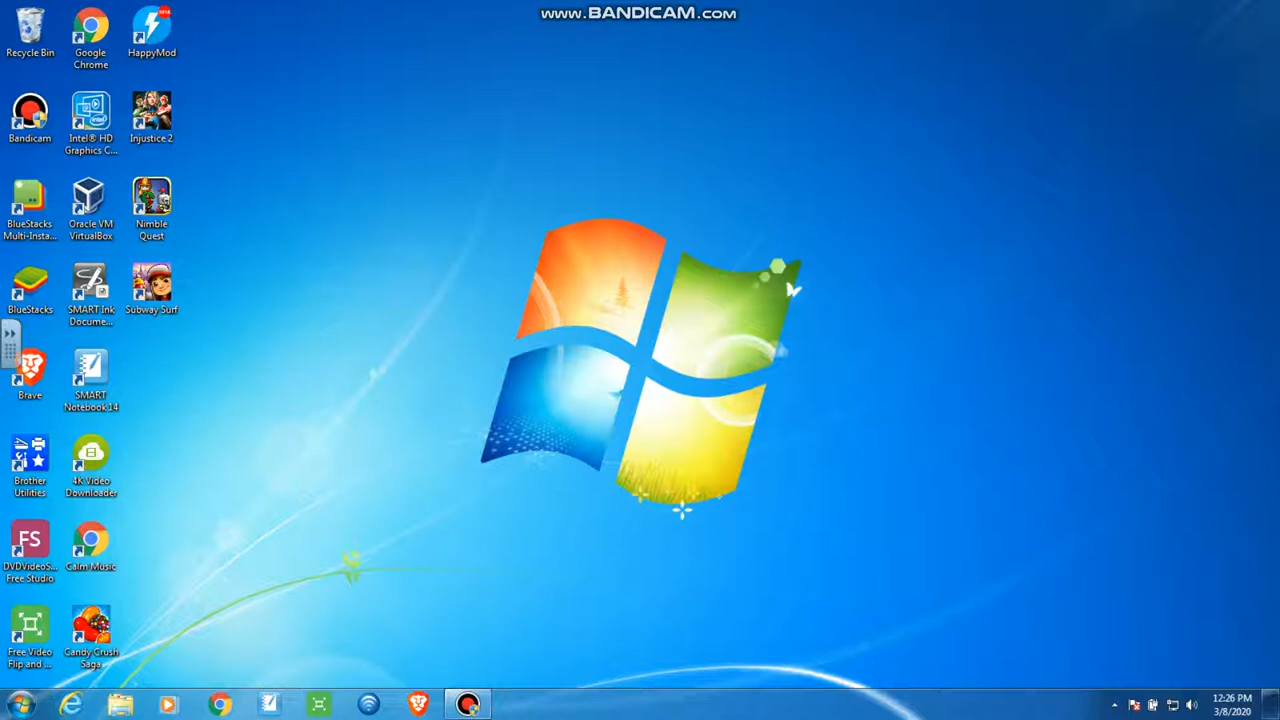 www.BANDICAM.com
Recycle Bin
Google
Chrome
HappyMod
Bandicam
Intel® HD
Graphics C...
Injustice 2
BlueStacks
Multi-Insta...
Oracle VM
VirtualBox
Nimble
Quest
BlueStacks
SMART Ink
Docume...
Subway Surf
Brave
SMART
Notebook 14
Brother
Utilities
4K Video
Downloader
FS
DVDVideoS...
Free Studio
Calm Music
Free Video
Flip and ...
Candy Crush
Saga
12:26 PM
3/8/2020